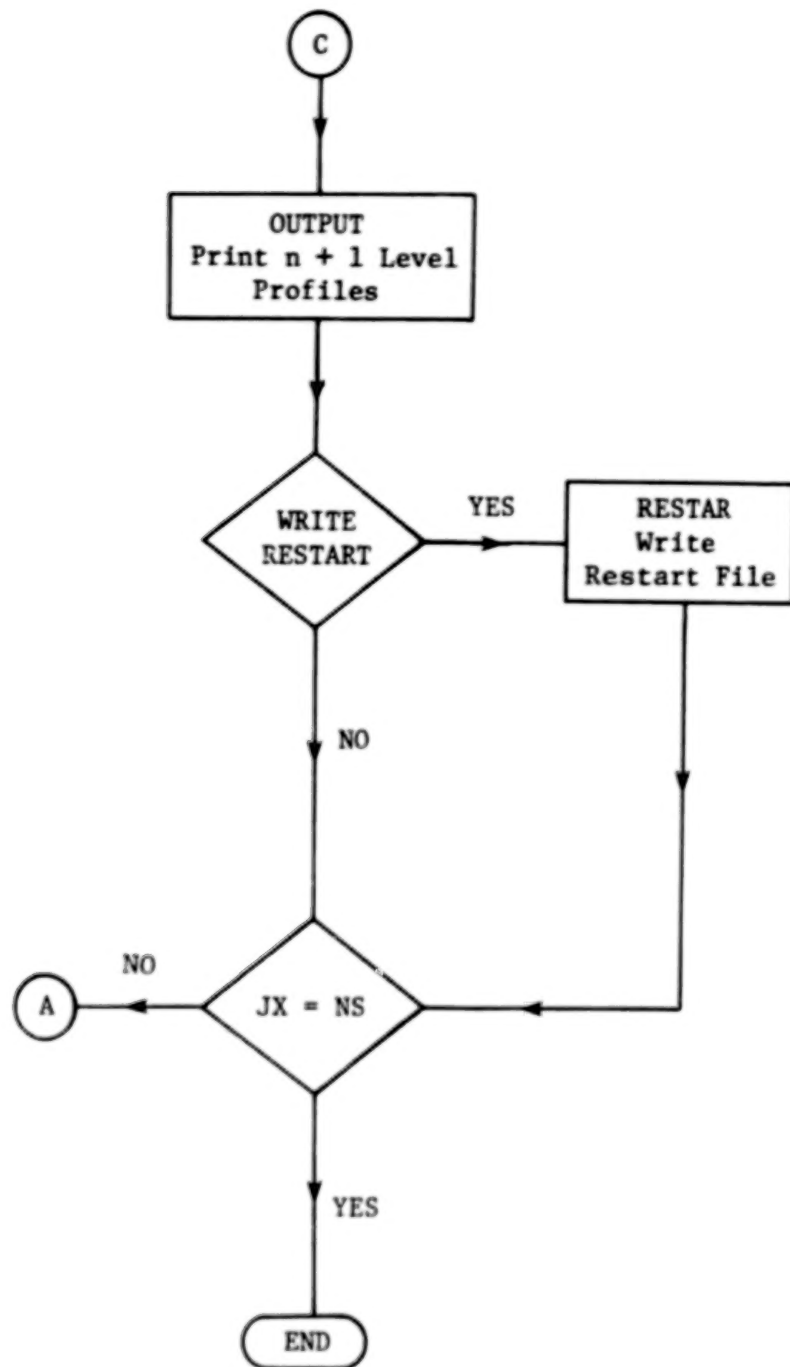 C
OUTPUT
Print n + 1 Level
Profiles
WRITE
RESTART
YES
RESTAR
Write
Restart File
NO
NO
A
JX = NS
YES
END